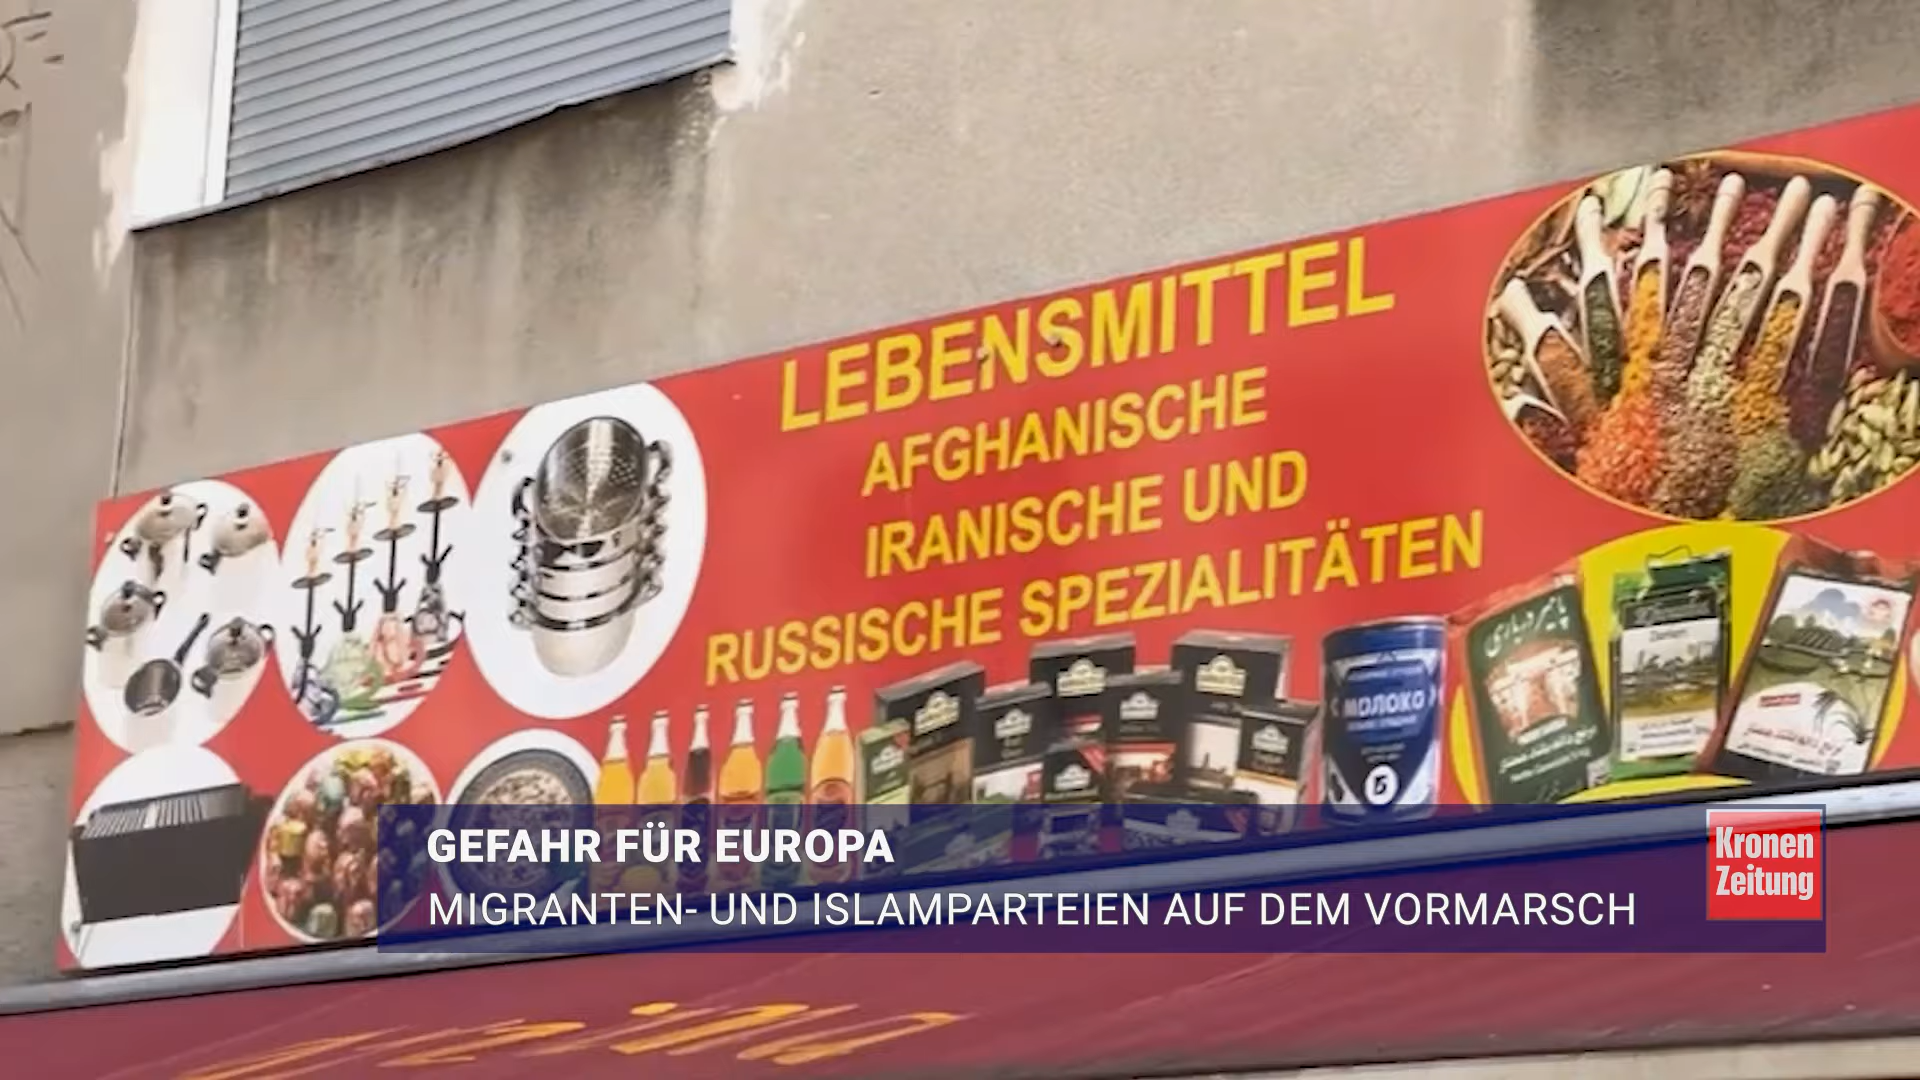 LEBENSMITTEL
AFGHANISCHE
IRANISCHE UND
RUSSISCHE SPEZIALITÄTEN
МОЛОКО
GEFAHR FÜR EUROPA
MIGRANTEN- UND ISLAMPARTEIEN AUF DEM VORMARSCH
Kronen
Zeitung